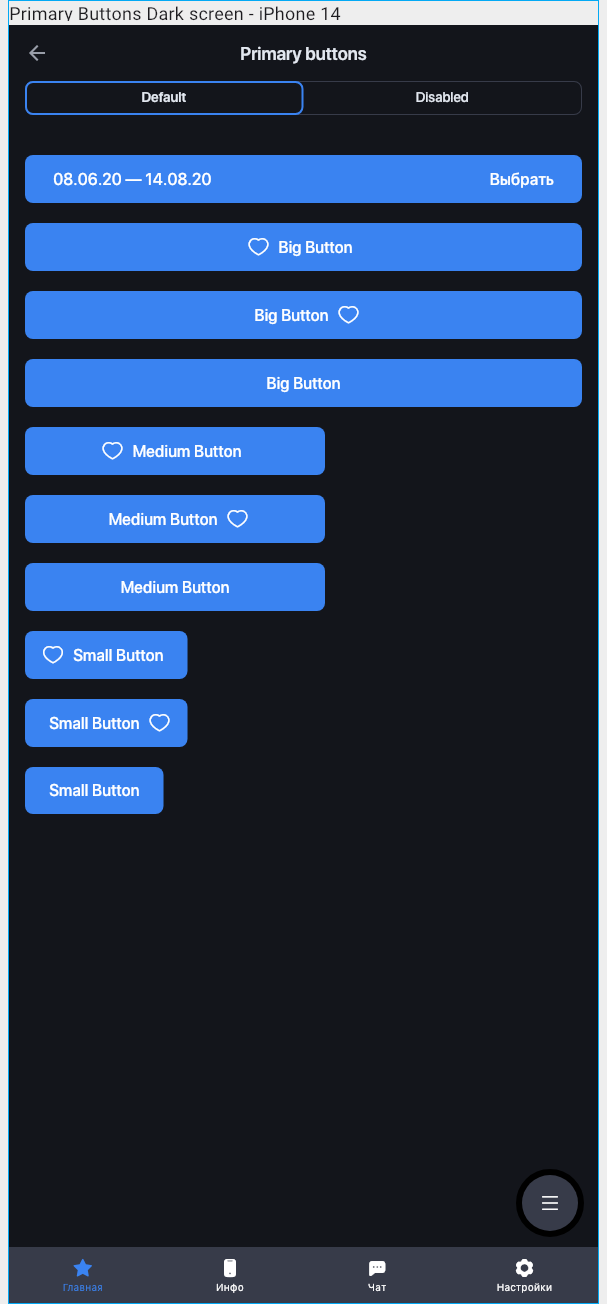 Primary Buttons Dark screen - iPhone 14
Primary buttons
Default Disabled
08.06.20 — 14.08.20 Выбрать
Big Button
Big Button
Big Button
Medium Button
Medium Button
Medium Button
Small Button
Small Button
Small Button
Главная Инфо Чат Настройки